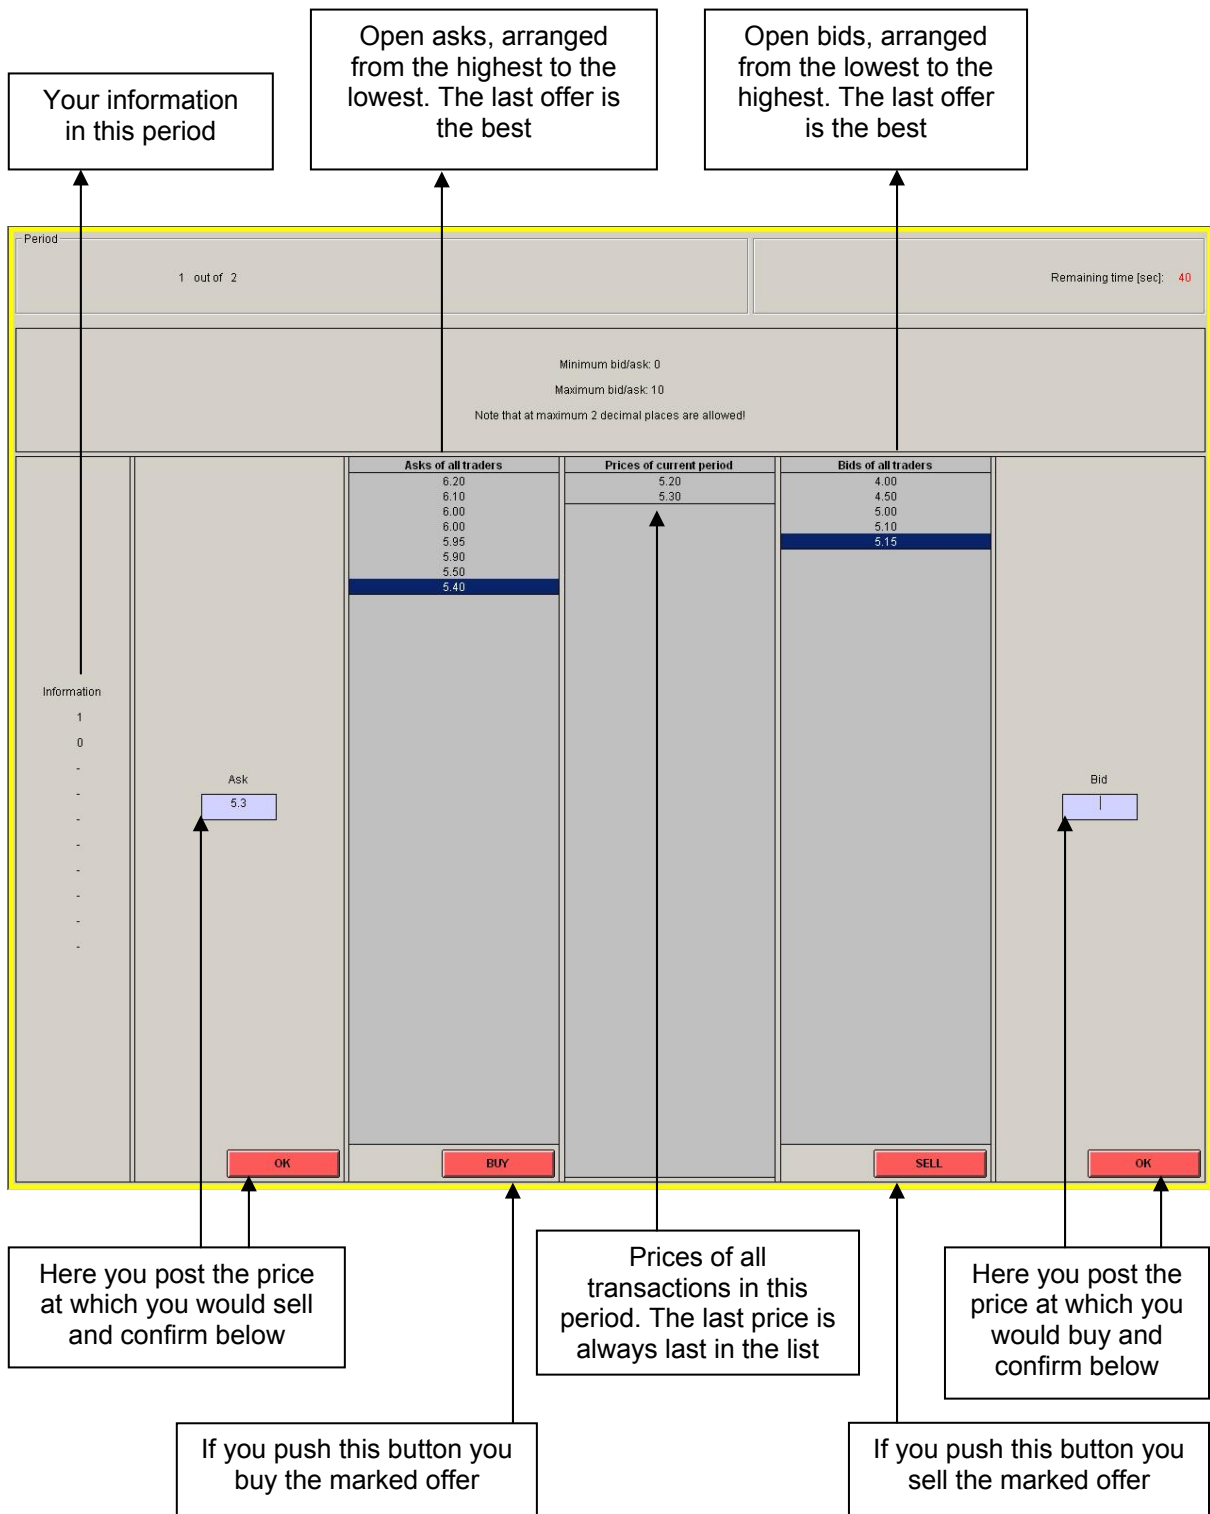 Open asks, arranged
from the highest to the
lowest. The last offer is
the best
Open bids, arranged
from the lowest to the
highest. The last offer
is the best
Your information
in this period
Period
1 out of 2
Remaining time [sec]: 40
Minimum bid/ask: 0
Maximum bid/ask: 10
Note that at maximum 2 decimal places are allowed!
Information
1
0
-
-
-
-
-
-
-
-
Ask
5.3
OK
Asks of all traders
6.20
6.10
6.00
6.00
5.95
5.90
5.50
5.40
BUY
Prices of current period
5.20
5.30
Bids of all traders
4.00
4.50
5.00
5.10
5.15
SELL
Bid
OK
Here you post the price
at which you would sell
and confirm below
Prices of all
transactions in this
period. The last price is
always last in the list
Here you post the
price at which you
would buy and
confirm below
If you push this button you
buy the marked offer
If you push this button you
sell the marked offer